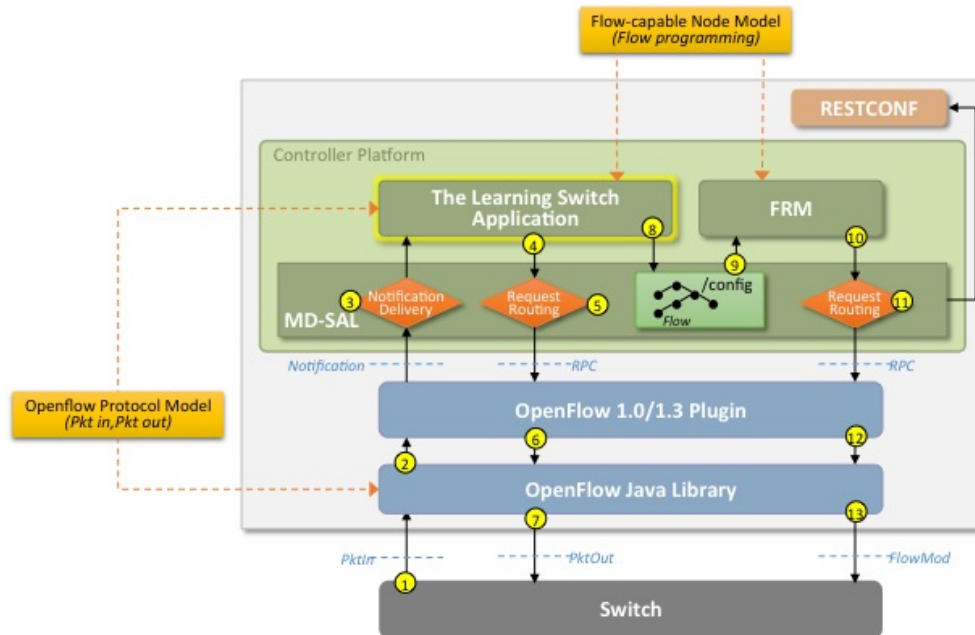 Flow-capable Node Model
(Flow programming)
RESTCONF
Controller Platform
The Learning Switch
Application
FRM
8
4
10
9
/config
3
Notification
Delivery
Request
Routing
5
Flow
Request
Routing
11
MD-SAL
Notification
RPC
RPC
Openflow Protocol Model
(Pkt in,Pkt out)
OpenFlow 1.0/1.3 Plugin
6
12
2
OpenFlow Java Library
7
13
PktIn
PktOut
FlowMod
1
Switch